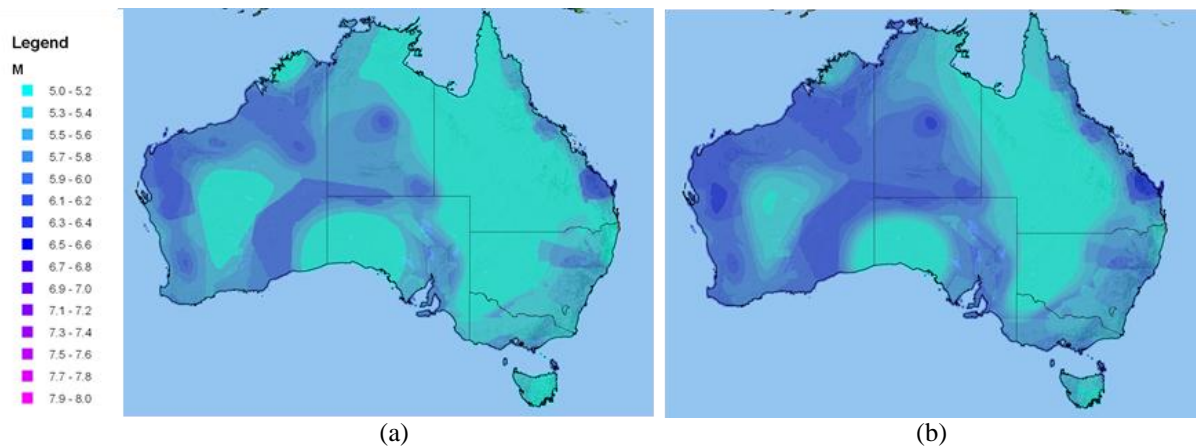 Legend
M
5.0 - 5.2
5.3 - 5.4
5.5 - 5.6
5.7 - 5.8
5.9 - 6.0
6.1 - 6.2
6.3 - 6.4
6.5 - 6.6
6.7 - 6.8
6.9 - 7.0
7.1 - 7.2
7.3 - 7.4
7.5 - 7.6
7.7 - 7.8
7.9 - 8.0
(a) (b)